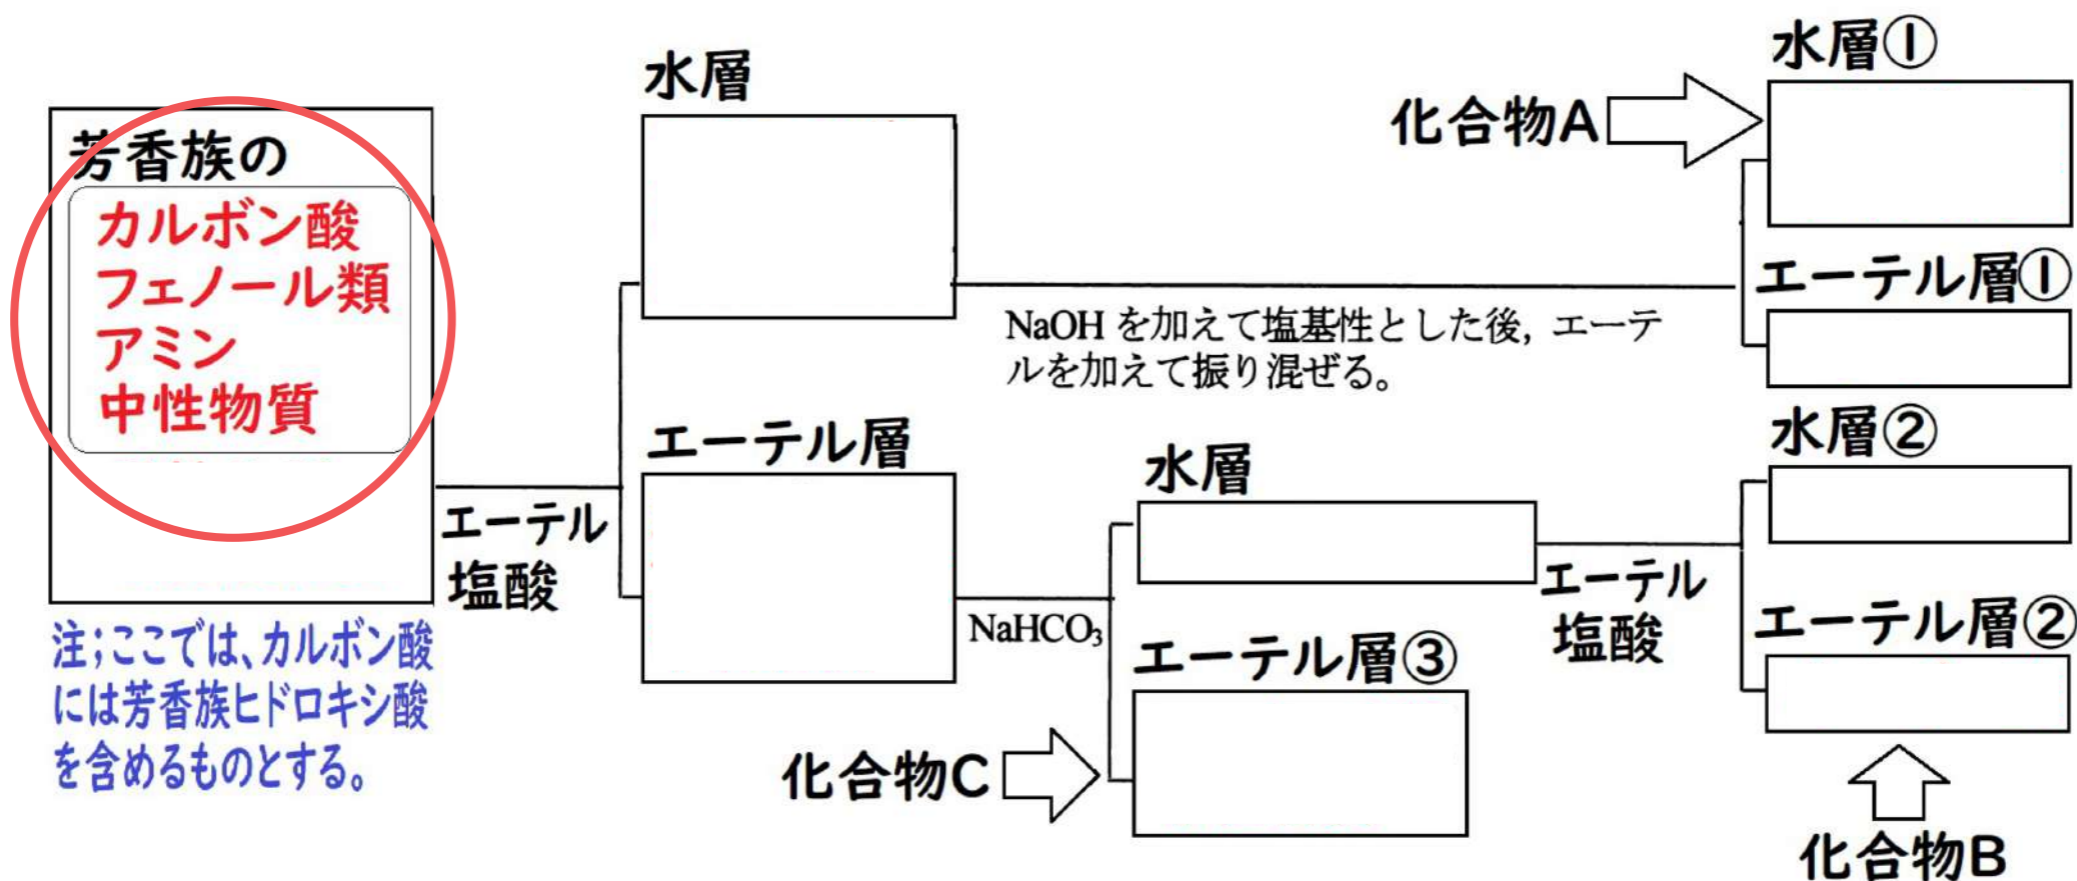 芳香族の
カルボン酸
フェノール類
アミン
中性物質
注;ここでは、カルボン酸
には芳香族ヒドロキシ酸
を含めるものとする。
エーテル
塩酸
水層
エーテル層
NaOH を加えて塩基性とした後, エーテ
ルを加えて振り混ぜる。
NaHCO₃
化合物A
水層①
エーテル層①
水層
エーテル層③
化合物C
エーテル
塩酸
水層②
エーテル層②
化合物B